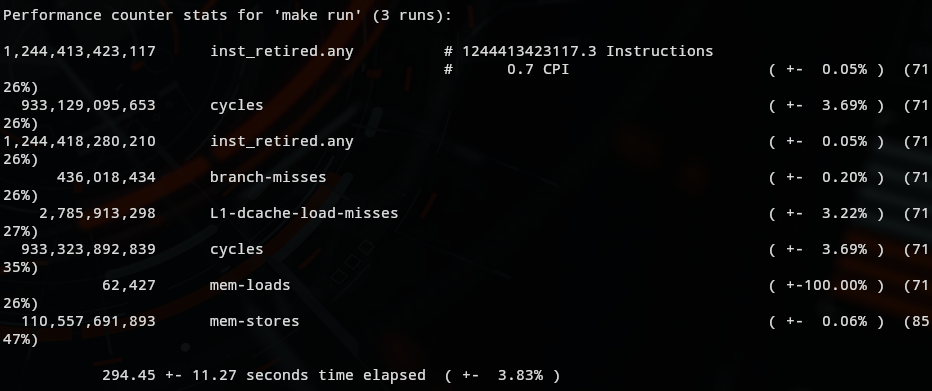 Performance counter stats for 'make run' (3 runs):
1,244,413,423,117 inst_retired.any # 1244413423117.3 Instructions
# 0.7 CPI ( +- 0.05% ) (71
26%)
933,129,095,653 cycles ( +- 3.69% ) (71
26%)
1,244,418,280,210 inst_retired.any ( +- 0.05% ) (71
26%)
436,018,434 branch-misses ( +- 0.20% ) (71
26%)
2,785,913,298 L1-dcache-load-misses ( +- 3.22% ) (71
27%)
933,323,892,839 cycles ( +- 3.69% ) (71
35%)
62,427 mem-loads ( +-100.00% ) (71
26%)
110,557,691,893 mem-stores ( +- 0.06% ) (85
47%)
294.45 +- 11.27 seconds time elapsed ( +- 3.83% )